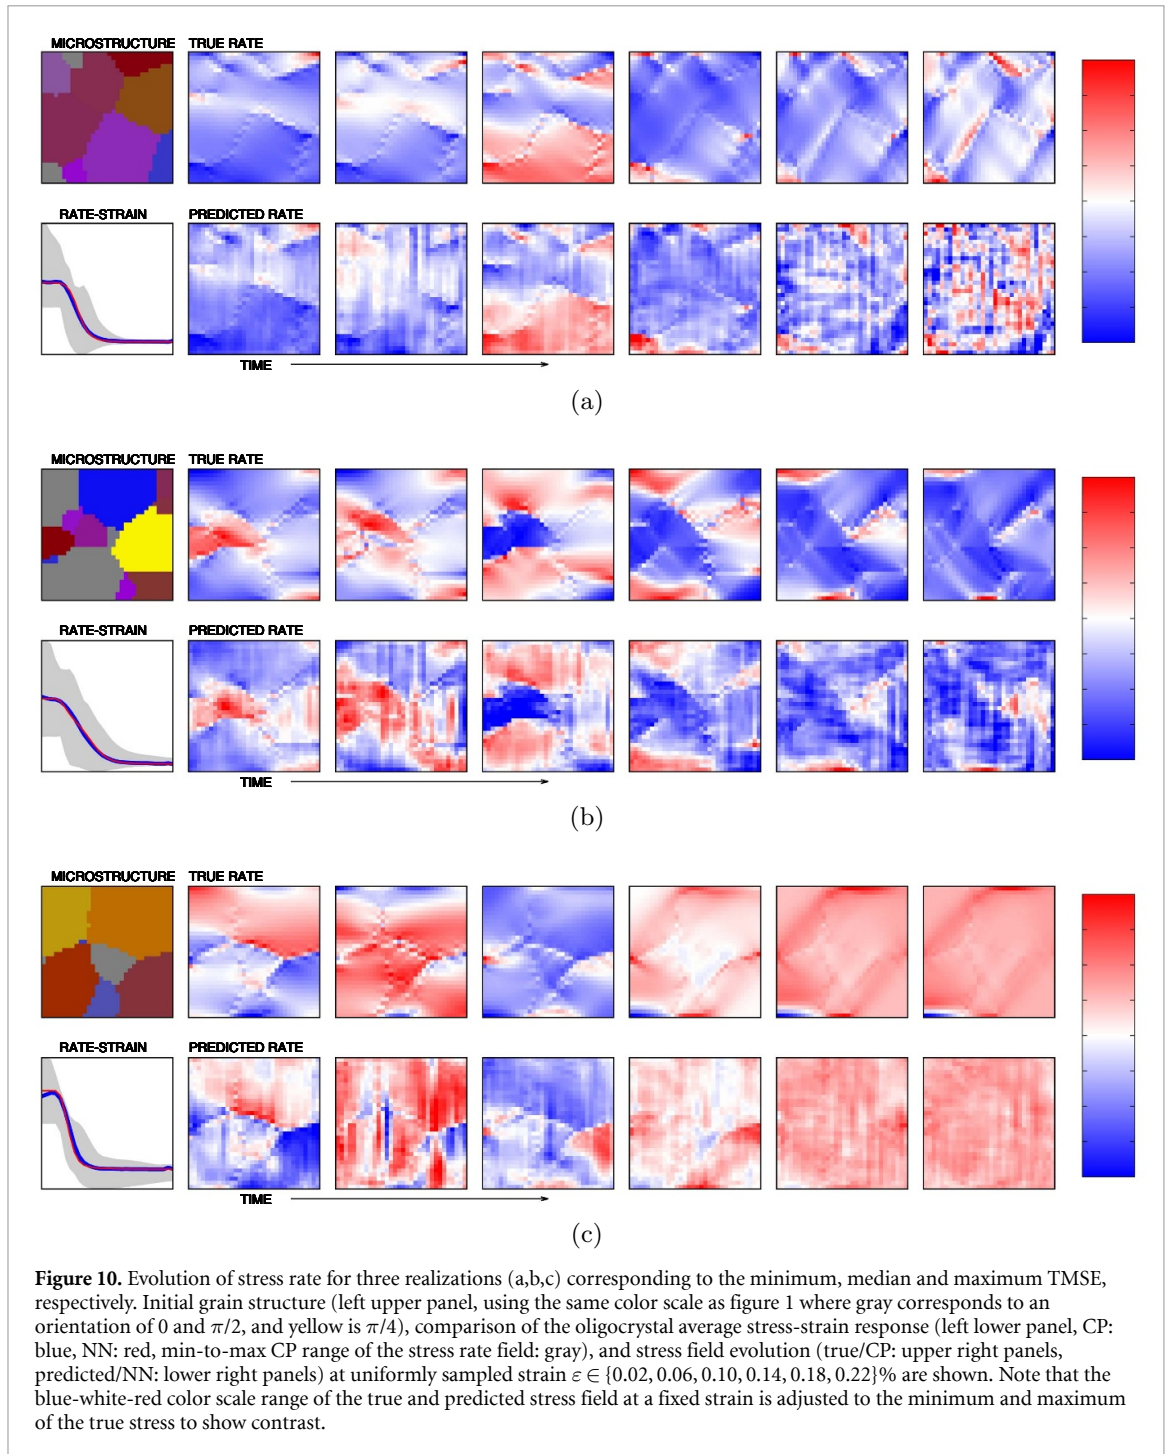 MICROSTRUCTURE TRUE RATE
RATE-STRAIN PREDICTED RATE
TIME
(a)
MICROSTRUCTURE TRUE RATE
RATE-STRAIN PREDICTED RATE
TIME
(b)
MICROSTRUCTURE TRUE RATE
RATE-STRAIN PREDICTED RATE
TIME
(c)
Figure 10. Evolution of stress rate for three realizations (a,b,c) corresponding to the minimum, median and maximum TMSE,
respectively. Initial grain structure (left upper panel, using the same color scale as figure 1 where gray corresponds to an
orientation of 0 and π/2, and yellow is π/4), comparison of the oligocrystal average stress-strain response (left lower panel, CP:
blue, NN: red, min-to-max CP range of the stress rate field: gray), and stress field evolution (true/CP: upper right panels,
predicted/NN: lower right panels) at uniformly sampled strain ε ∈ {0.02, 0.06, 0.10, 0.14, 0.18, 0.22}% are shown. Note that the
blue-white-red color scale range of the true and predicted stress field at a fixed strain is adjusted to the minimum and maximum
of the true stress to show contrast.